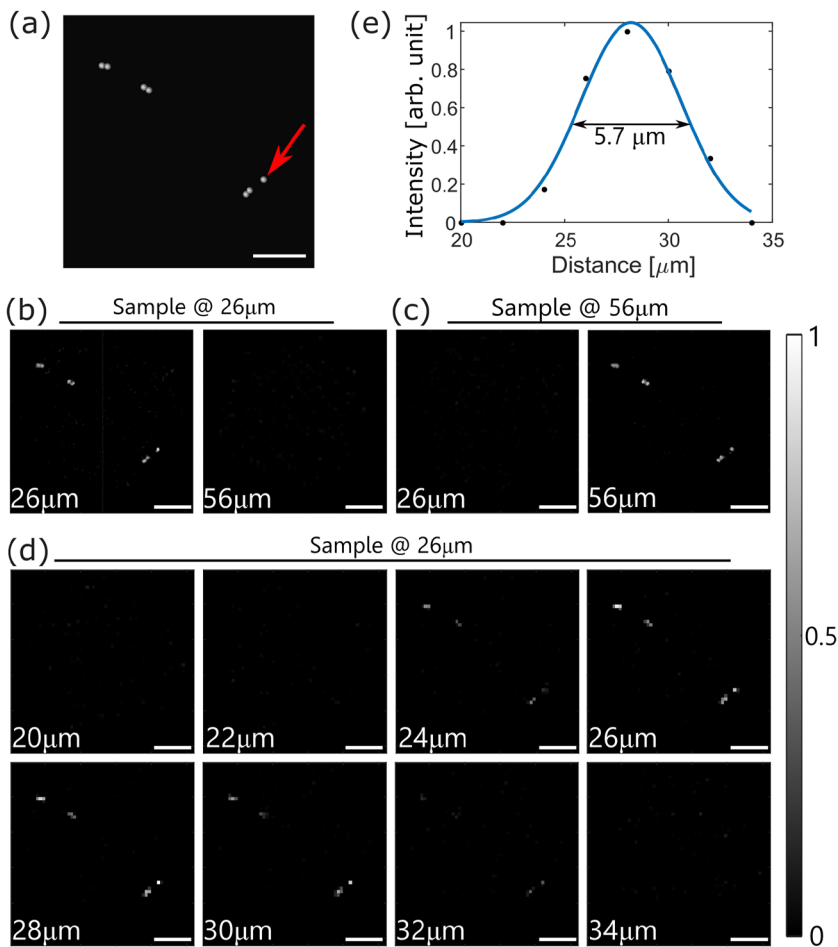 (a)
(e)
Intensity [arb. unit]
1
0.8
0.6
0.4
0.2
0
5.7 μm
20 25 30 35
Distance [μm]
(b) Sample @ 26μm
(c) Sample @ 56μm
26μm 56μm 26μm 56μm
(d) Sample @ 26μm
20μm 22μm 24μm 26μm
28μm 30μm 32μm 34μm
1
0.5
0